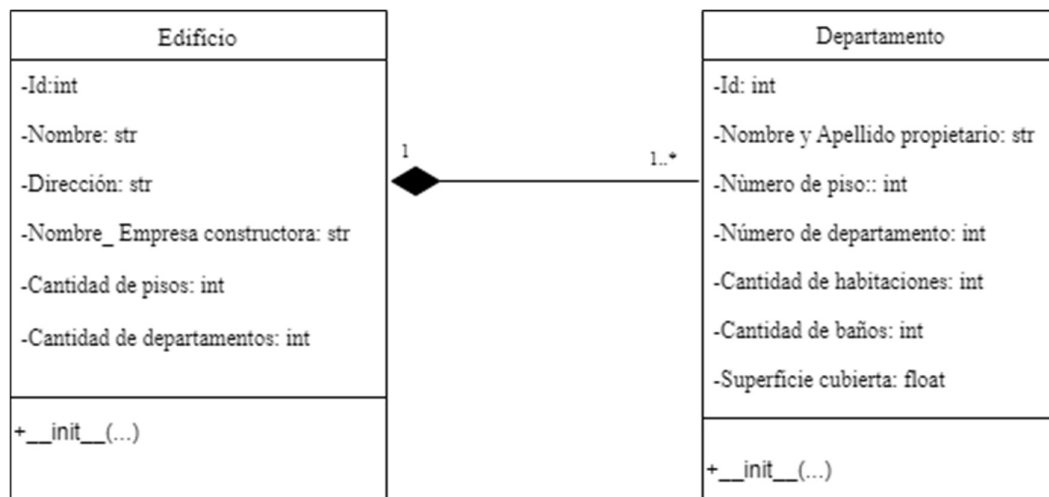 Edifício
-Id:int
-Nombre: str
-Dirección: str
-Nombre_ Empresa constructora: str
-Cantidad de pisos: int
-Cantidad de departamentos: int
+__init__(...)
1
1..*
Departamento
-Id: int
-Nombre y Apellido propietario: str
-Nùmero de piso:: int
-Número de departamento: int
-Cantidad de habitaciones: int
-Cantidad de baños: int
-Superficie cubierta: float
+__init__(...)